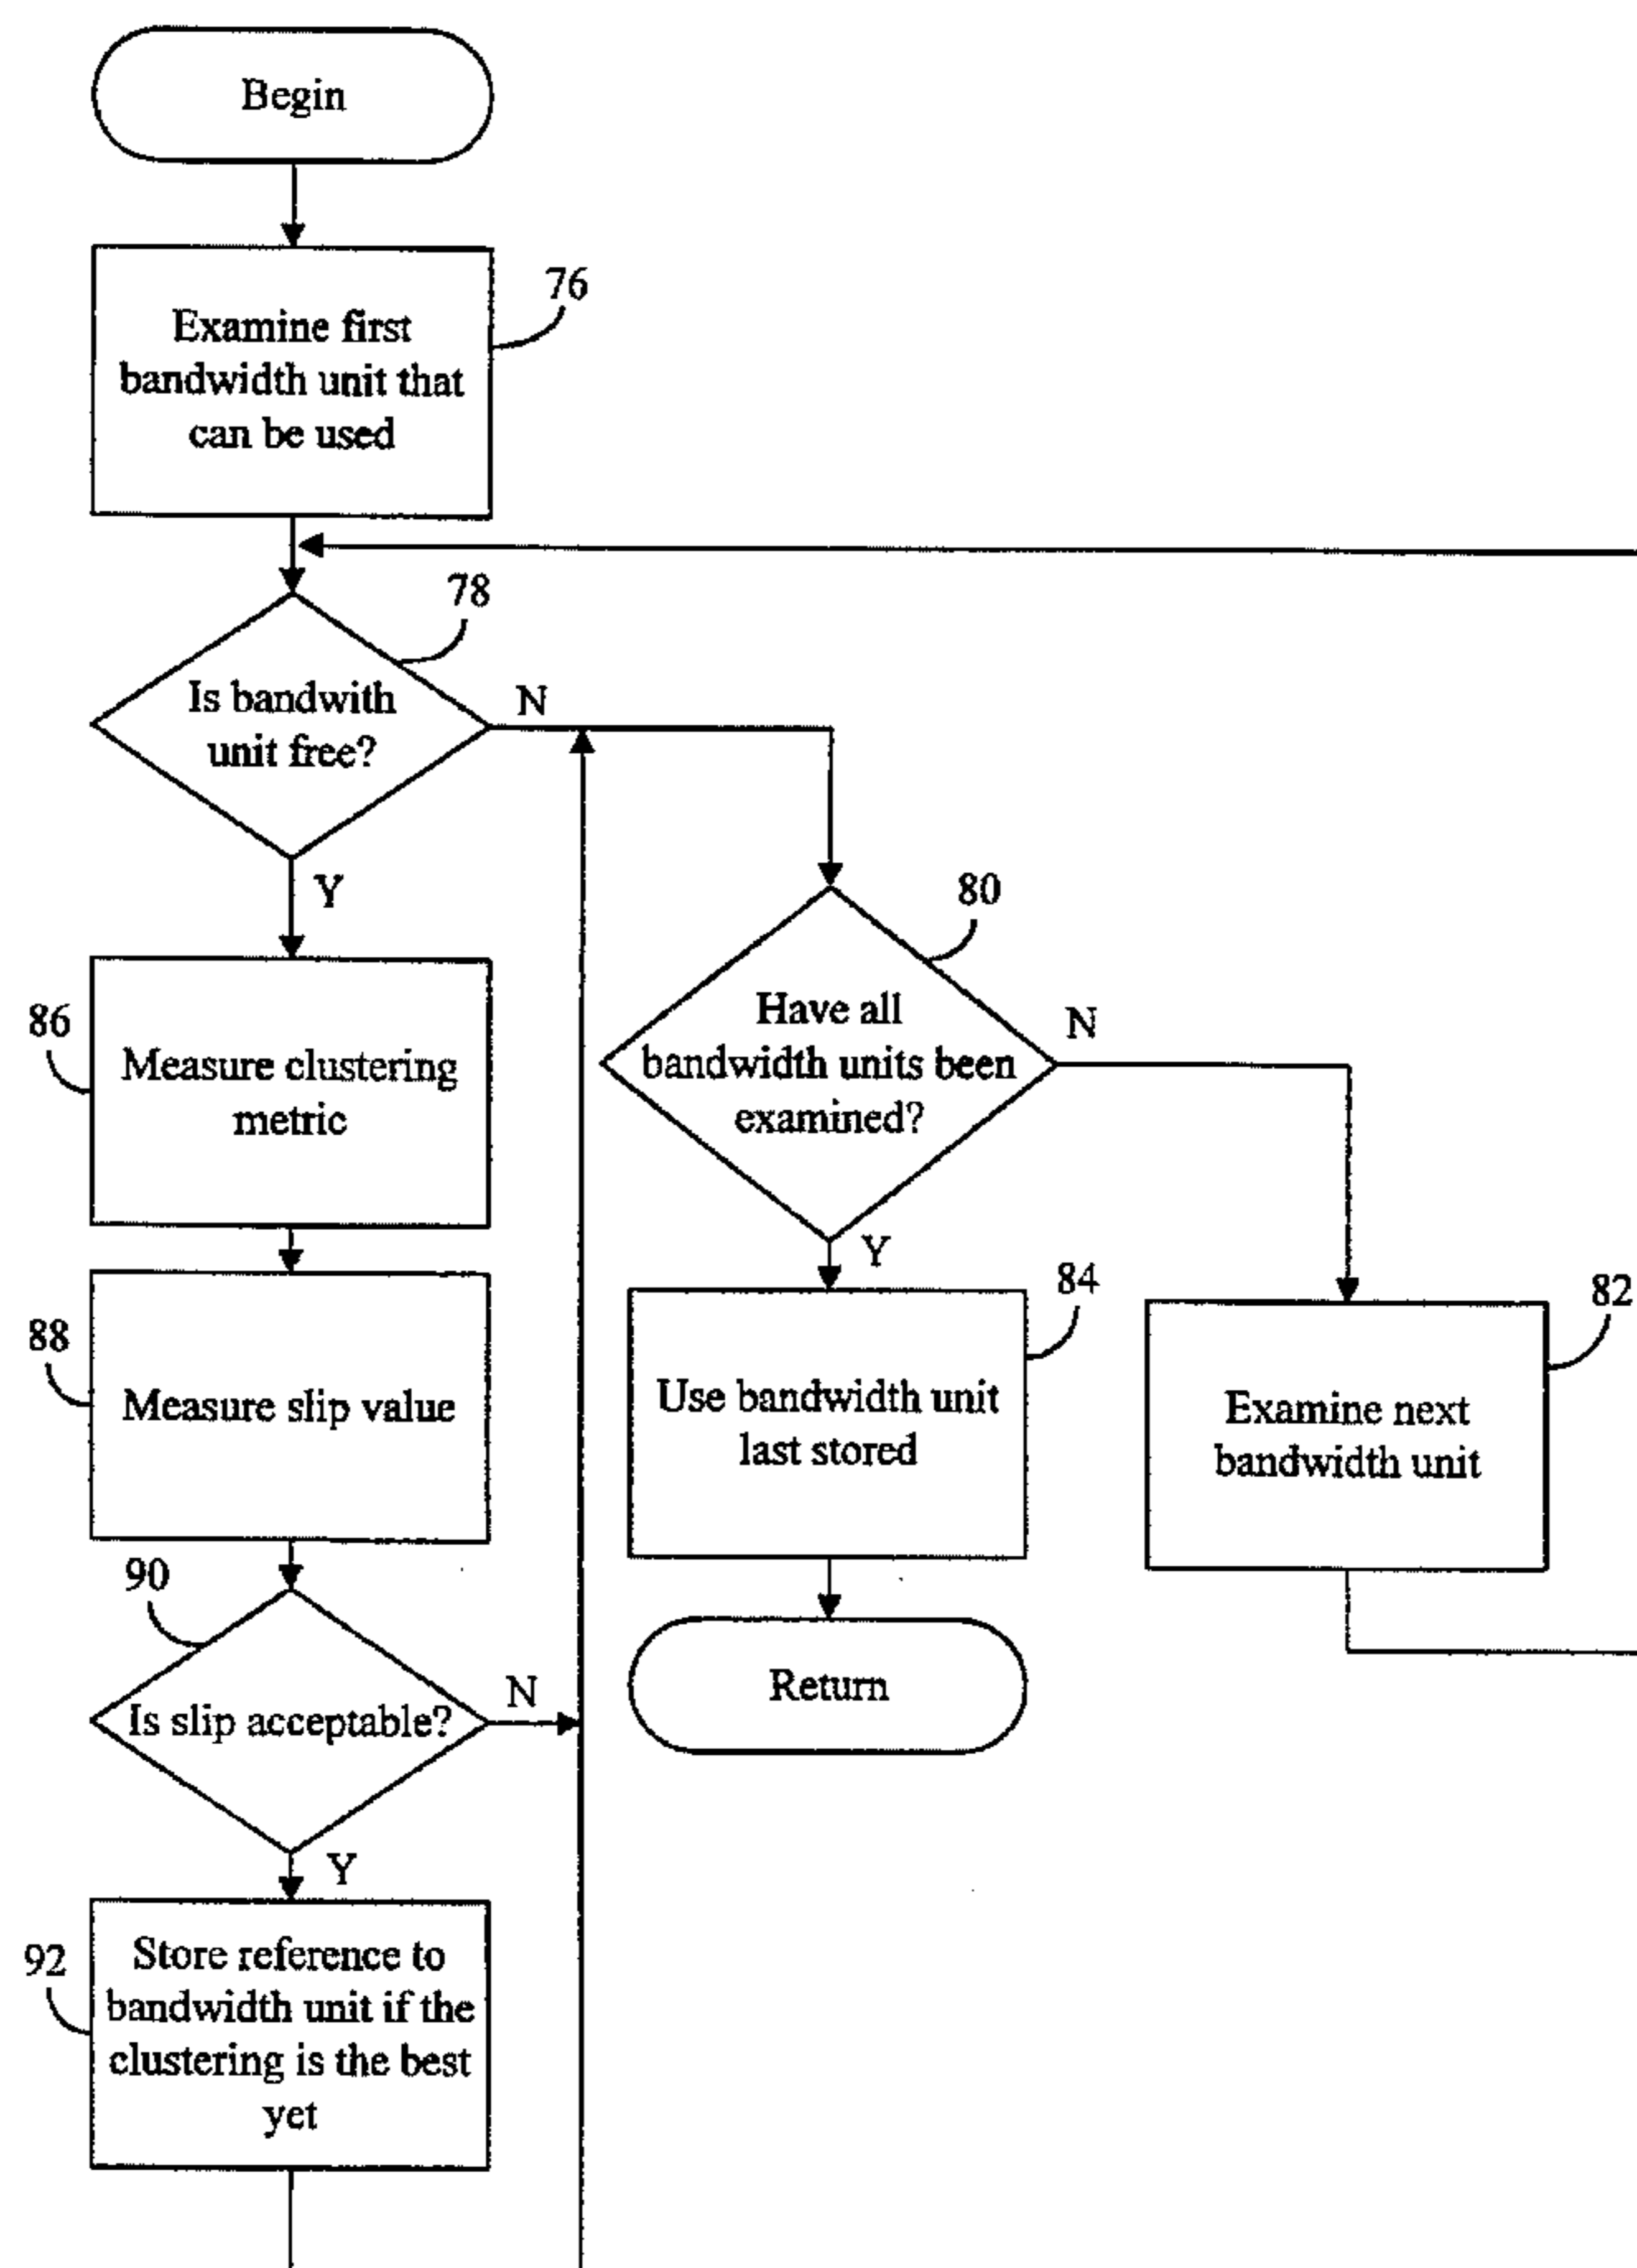 Begin
76
Examine first
bandwidth unit that
can be used
78
Is bandwith
unit free?
N
Y
80
Have all
bandwidth units been
examined?
N
Y
86
Measure clustering
metric
88
Measure slip value
84
Use bandwidth unit
last stored
82
Examine next
bandwidth unit
90
Is slip acceptable?
N
Y
Return
92
Store reference to
bandwidth unit if the
clustering is the best
yet